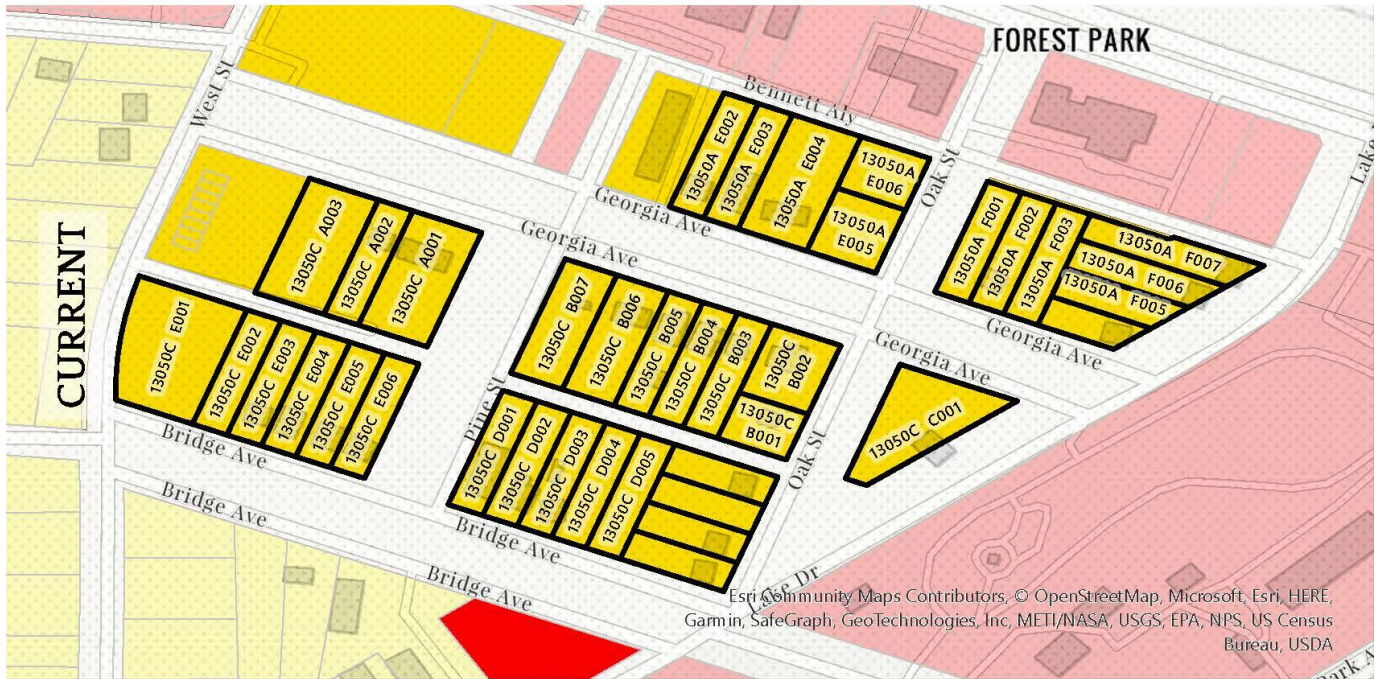 FOREST PARK
CURRENT
West St
Bennett Aly
Oak St
Lake
Georgia Ave
13050A E002
13050A E003
13050A E004
13050A
E006
13050A
E005
13050A F001
13050A F002
13050A F003
13050A F007
13050A F006
13050A F005
Georgia Ave
Georgia Ave
Georgia Ave
13050C A003
13050C A002
13050C A001
13050C E001
13050C E002
13050C E003
13050C E004
13050C E005
13050C E006
13050C B007
13050C B006
13050C B005
13050C B004
13050C B003
13050C
B002
13050C
B001
13050C C001
Pine St
Oak St
13050C D001
13050C D002
13050C D003
13050C D004
13050C D005
Bridge Ave
Bridge Ave
Bridge Ave
Bridge Ave
Lake Dr
Park A
Esri Community Maps Contributors, © OpenStreetMap, Microsoft, Esri, HERE,
Garmin, SafeGraph, GeoTechnologies, Inc, METI/NASA, USGS, EPA, NPS, US Census
Bureau, USDA